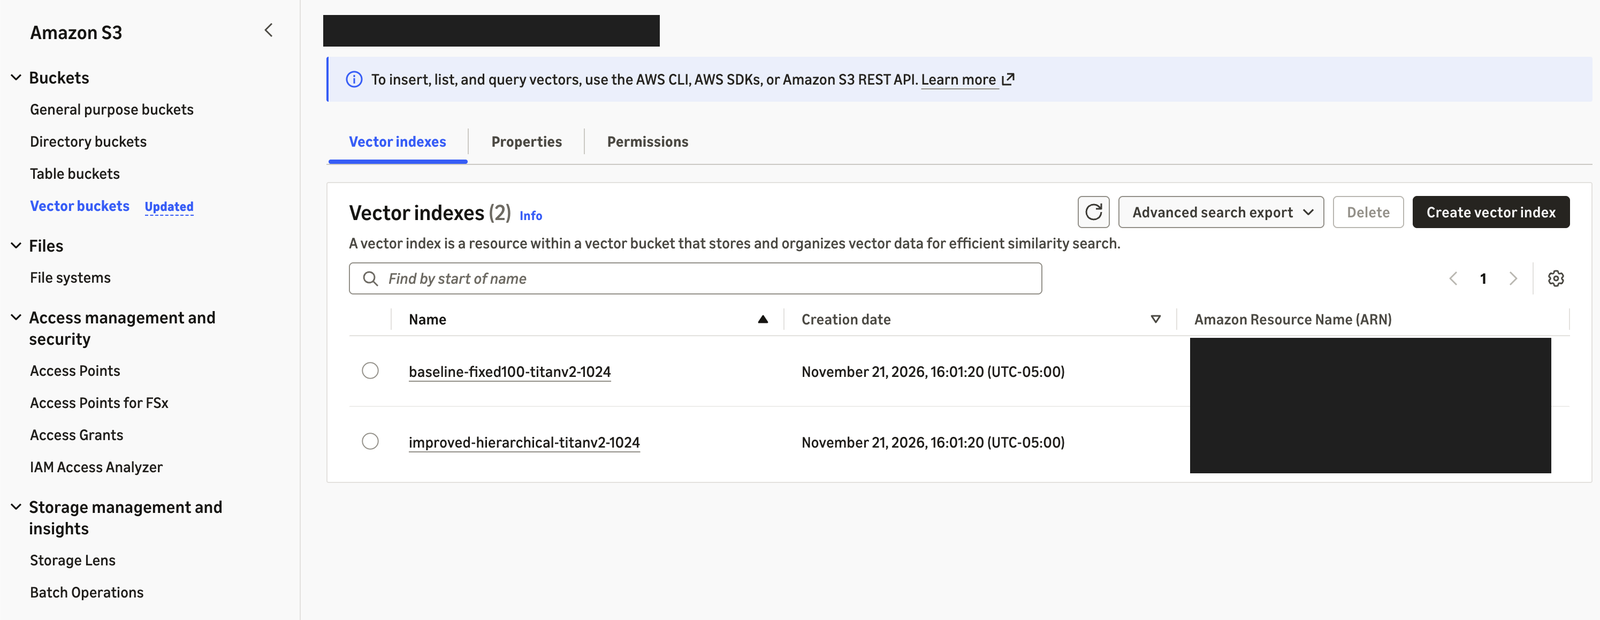 Amazon S3
Buckets
General purpose buckets
Directory buckets
Table buckets
Vector buckets Updated
Files
File systems
Access management and
security
Access Points
Access Points for FSx
Access Grants
IAM Access Analyzer
Storage management and
insights
Storage Lens
Batch Operations
To insert, list, and query vectors, use the AWS CLI, AWS SDKs, or Amazon S3 REST API. Learn more
Vector indexes Properties Permissions
Vector indexes (2) Info
Advanced search export Delete Create vector index
A vector index is a resource within a vector bucket that stores and organizes vector data for efficient similarity search.
Find by start of name
1
Name Creation date Amazon Resource Name (ARN)
baseline-fixed100-titanv2-1024 November 21, 2026, 16:01:20 (UTC-05:00)
improved-hierarchical-titanv2-1024 November 21, 2026, 16:01:20 (UTC-05:00)